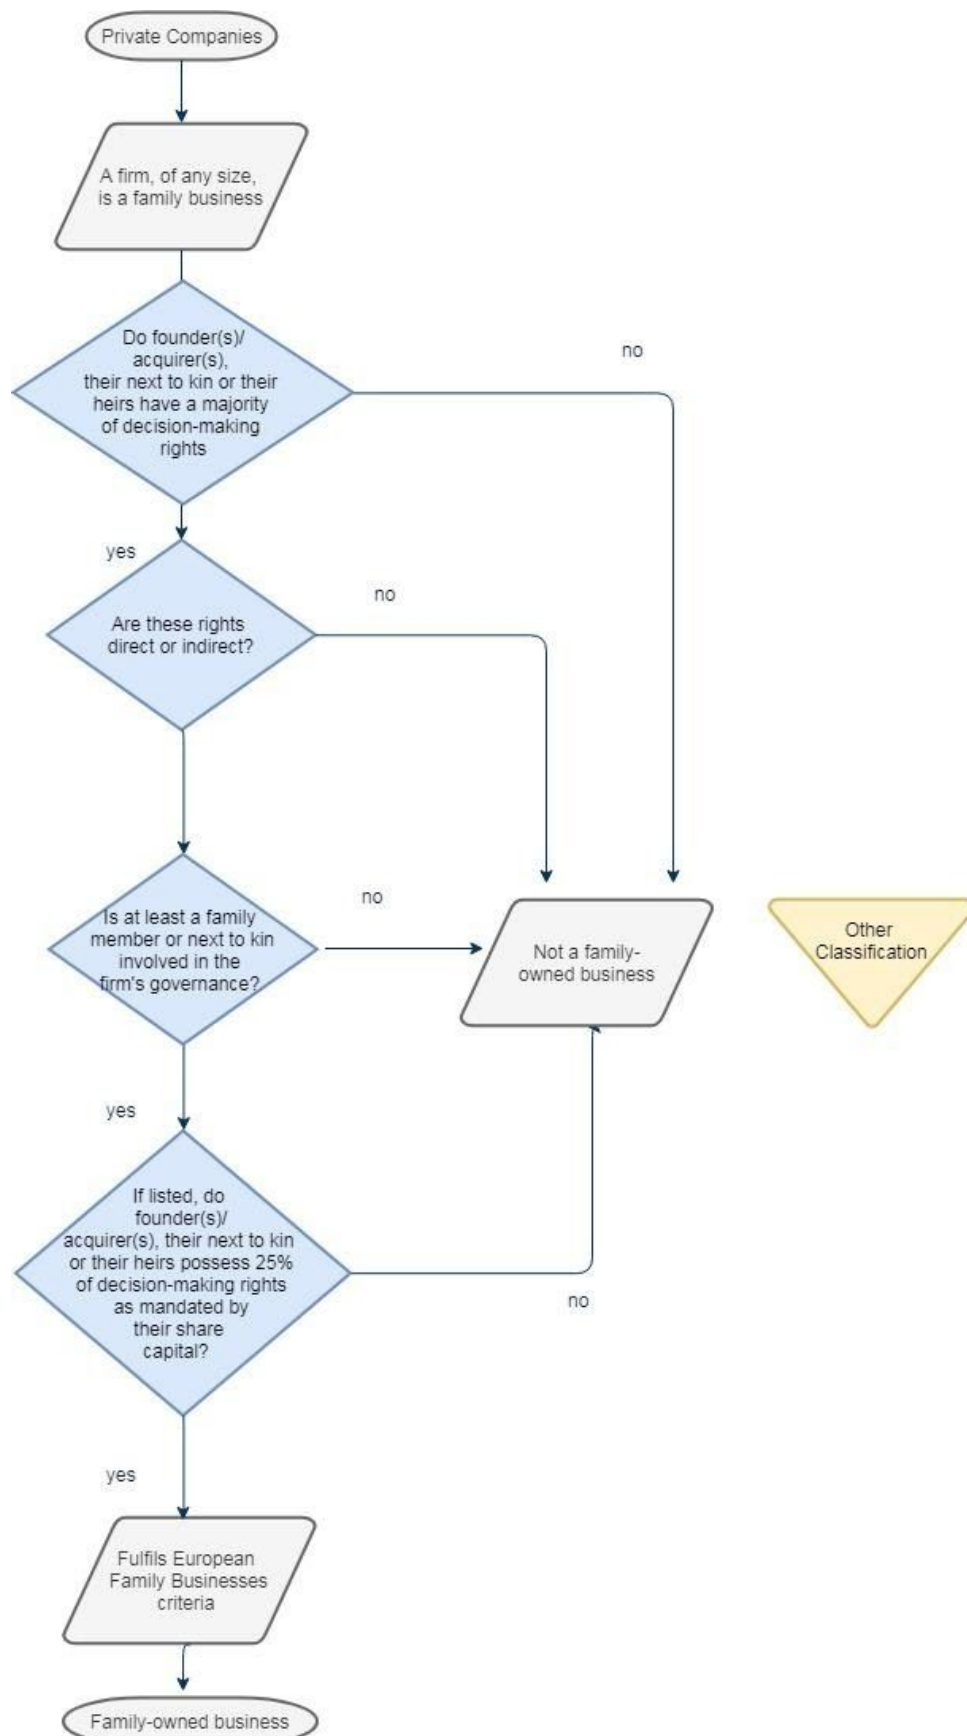 Private Companies
A firm, of any size,
is a family business
Do founder(s)/
acquirer(s),
their next to kin or their
heirs have a majority
of decision-making
rights
no
yes
Are these rights
direct or indirect?
no
Is at least a family
member or next to kin
involved in the
firm's governance?
no
Not a family-
owned business
Other
Classification
yes
If listed, do
founder(s)/
acquirer(s), their next to kin
or their heirs possess 25%
of decision-making rights
as mandated by
their share
capital?
no
yes
Fulfils European
Family Businesses
criteria
Family-owned business